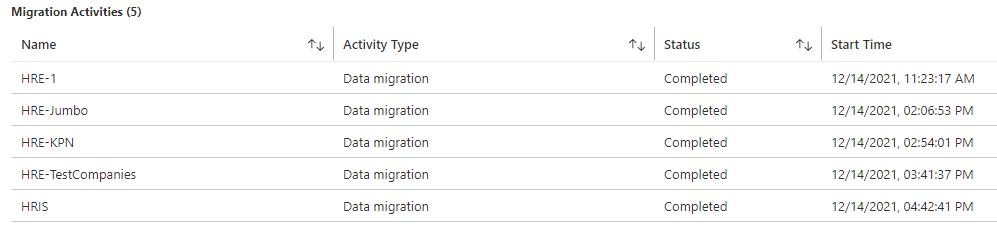 Migration Activities (5)
Name Activity Type Status Start Time
HRE-1 Data migration Completed 12/14/2021, 11:23:17 AM
HRE-Jumbo Data migration Completed 12/14/2021, 02:06:53 PM
HRE-KPN Data migration Completed 12/14/2021, 02:54:01 PM
HRE-TestCompanies Data migration Completed 12/14/2021, 03:41:37 PM
HRIS Data migration Completed 12/14/2021, 04:42:41 PM